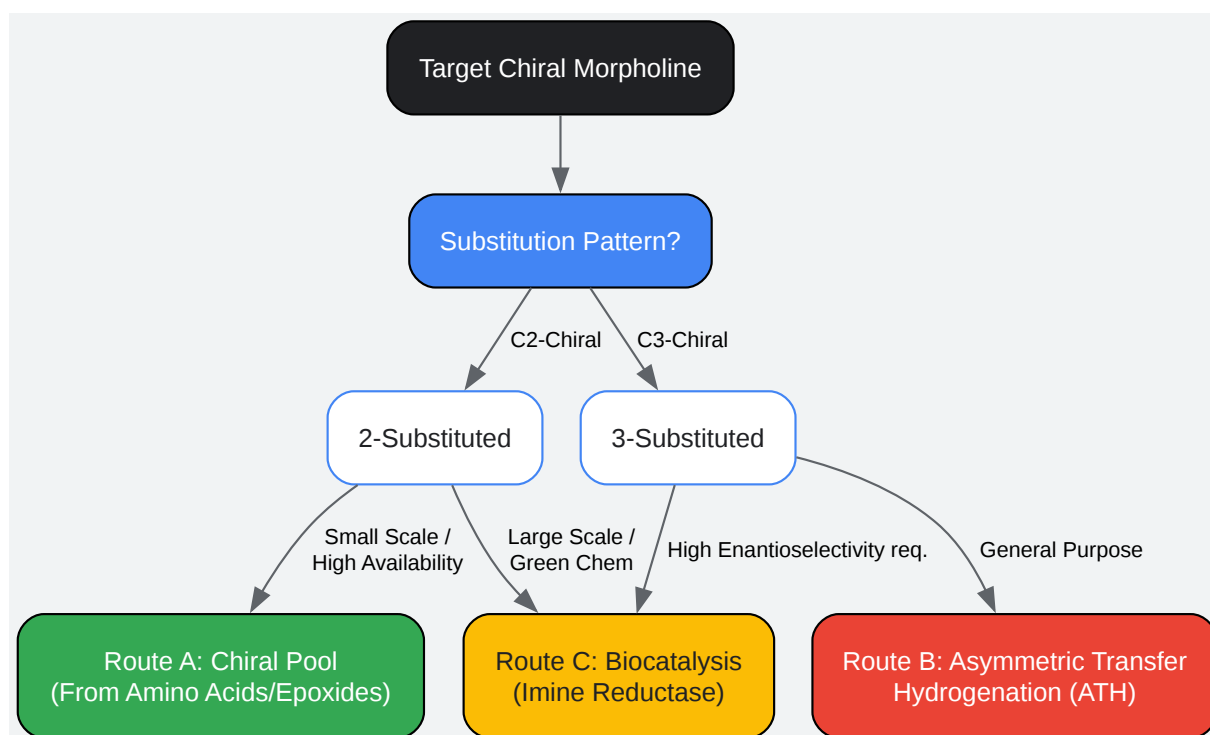 Target Chiral Morpholine
Substitution Pattern?
C2-Chiral
C3-Chiral
2-Substituted
3-Substituted
Small Scale /
High Availability
Large Scale /
Green Chem
High Enantioselectivity req.
General Purpose
Route A: Chiral Pool
(From Amino Acids/Epoxides)
Route C: Biocatalysis
(Imine Reductase)
Route B: Asymmetric Transfer
Hydrogenation (ATH)